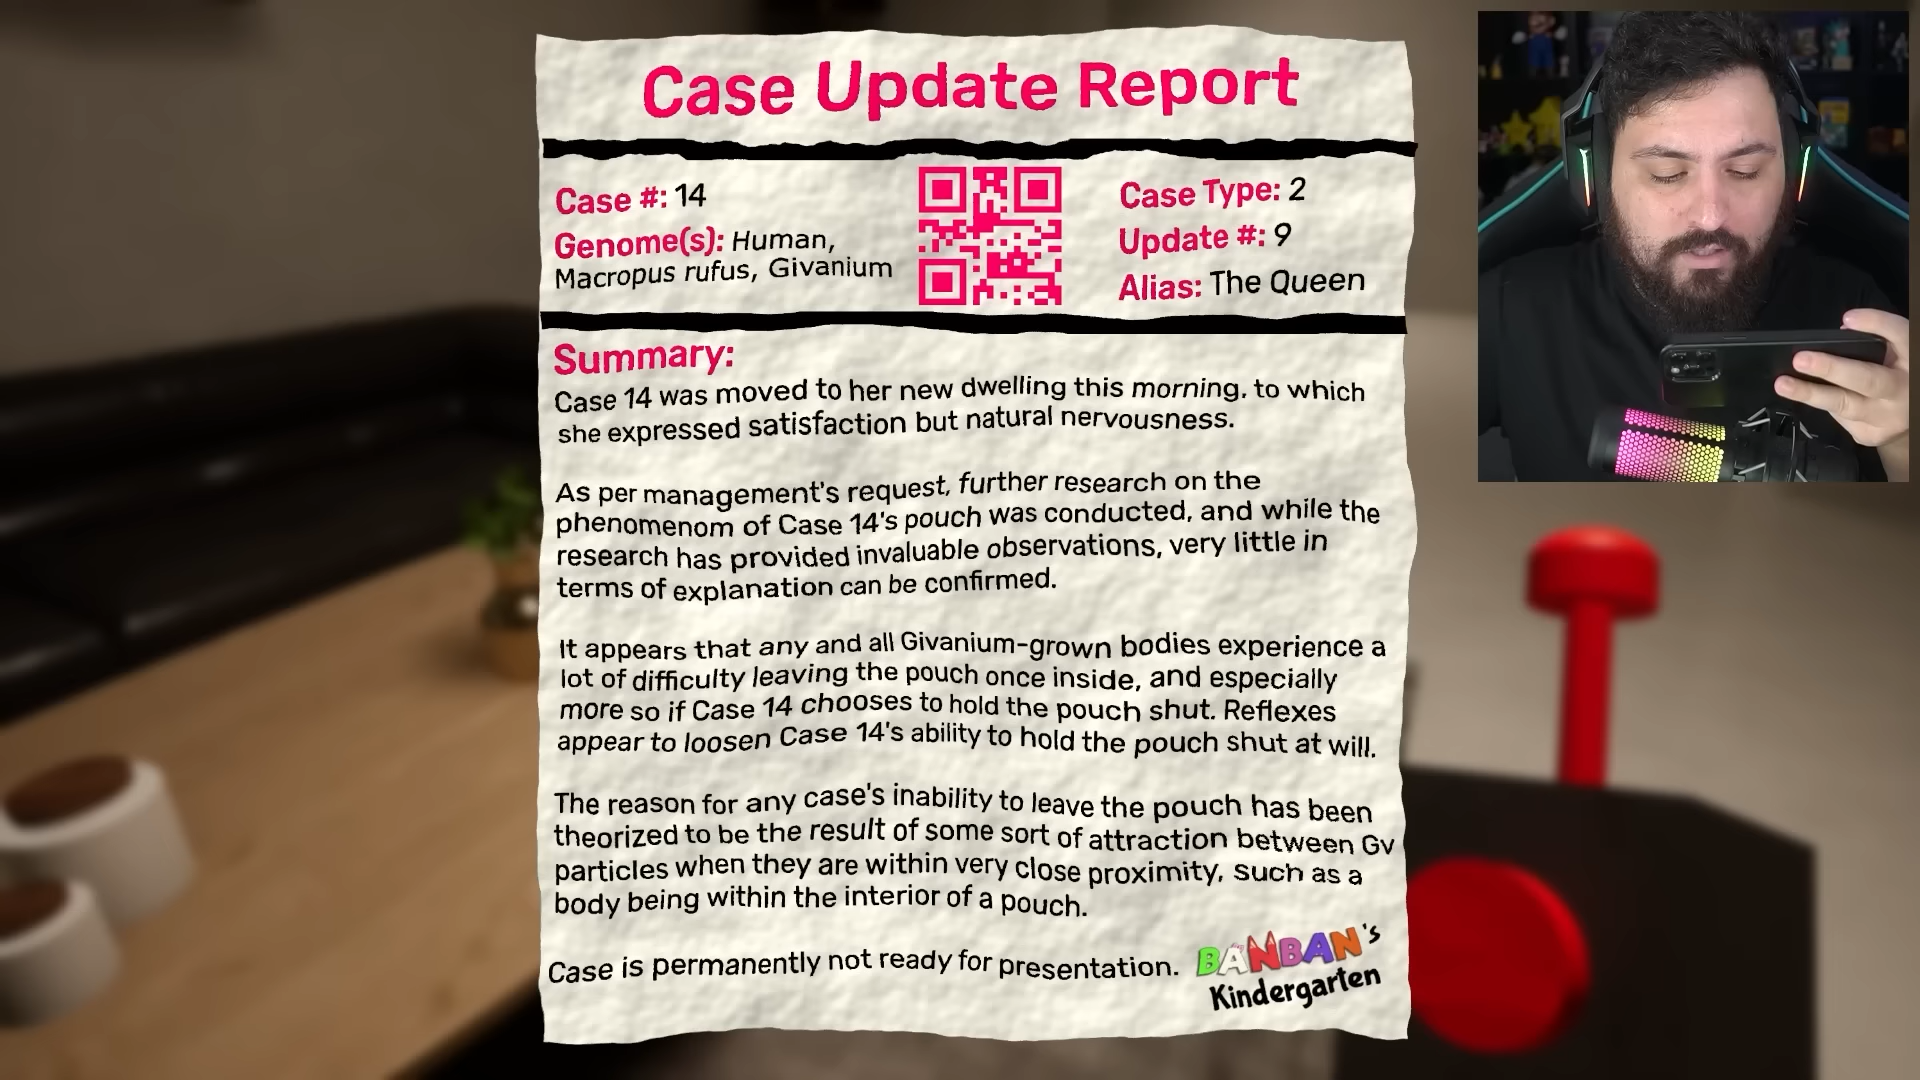 Case Update Report
Case #: 14
Genome(s): Human,
Macropus rufus, Givanium
Case Type: 2
Update #: 9
Alias: The Queen
Summary:
Case 14 was moved to her new dwelling this morning, to which
she expressed satisfaction but natural nervousness.
As per management's request, further research on the
phenomenom of Case 14's pouch was conducted, and while the
research has provided invaluable observations, very little in
terms of explanation can be confirmed.
It appears that any and all Givanium-grown bodies experience a
lot of difficulty leaving the pouch once inside, and especially
more so if Case 14 chooses to hold the pouch shut. Reflexes
appear to loosen Case 14's ability to hold the pouch shut at will.
The reason for any case's inability to leave the pouch has been
theorized to be the result of some sort of attraction between Gv
particles when they are within very close proximity, such as a
body being within the interior of a pouch.
Case is permanently not ready for presentation.
BANBAN's
Kindergarten